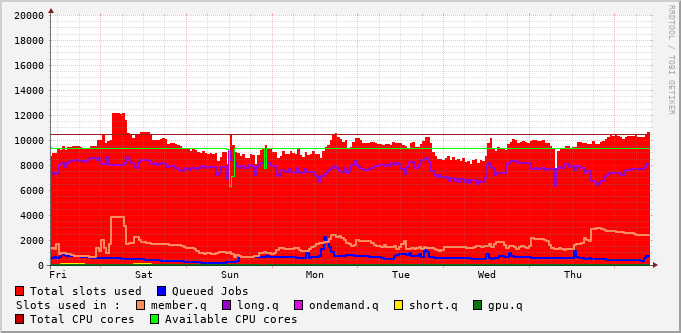 RRDTOOL / TOBI OETIKER
20000
18000
16000
14000
12000
10000
8000
6000
4000
2000
0
Fri Sat Sun Mon Tue Wed Thu
Total slots used Queued Jobs
Slots used in : member.q long.q ondemand.q short.q gpu.q
Total CPU cores Available CPU cores